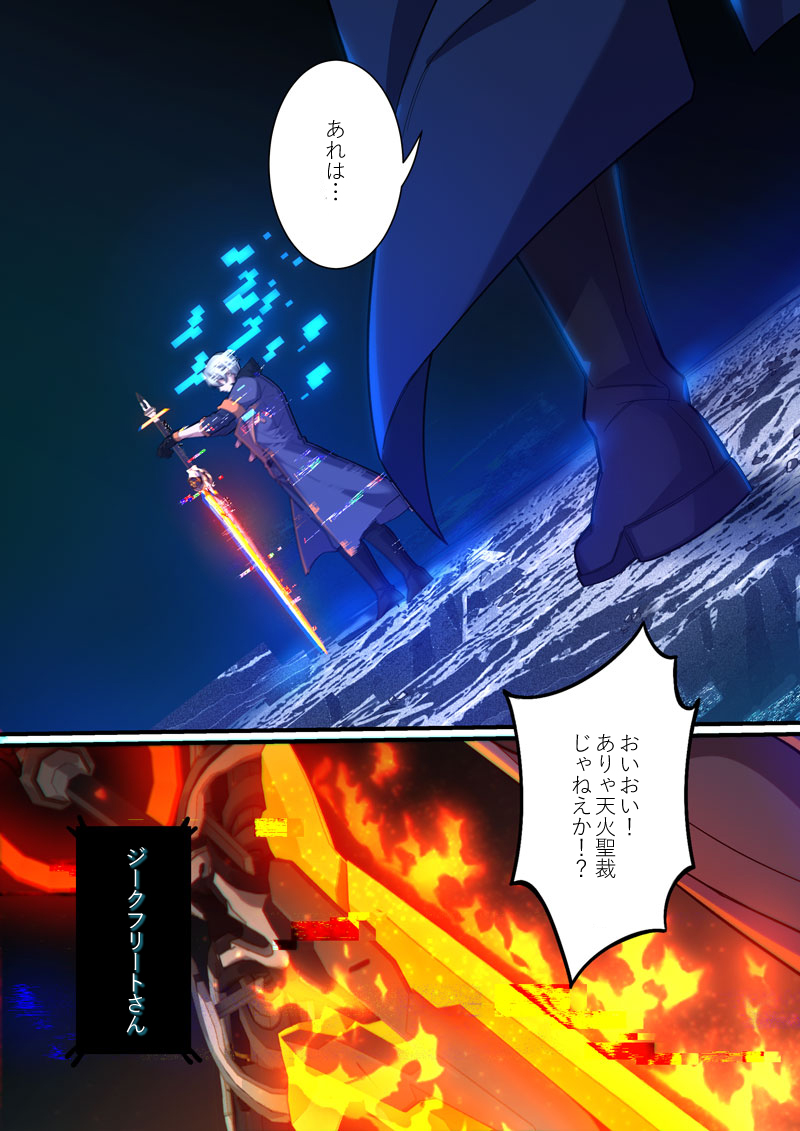 あれは…
おいおい！
ありゃ天火聖裁
じゃねえか！？
ジークフリートさん